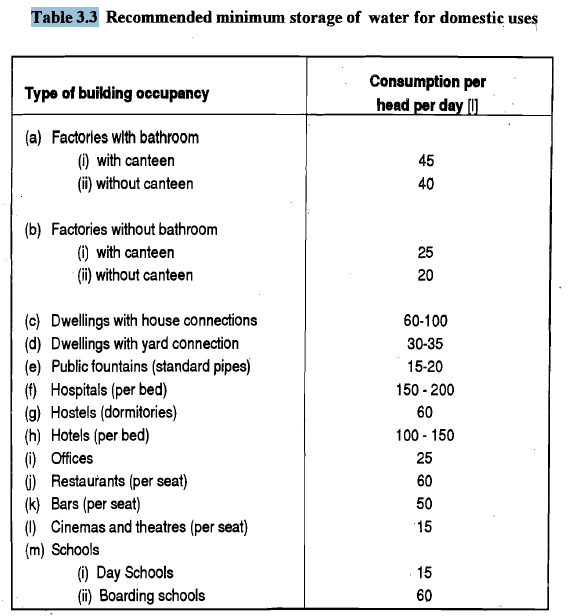 Table 3.3 Recommended minimum storage of water for domestic uses
Type of building occupancy
Consumption per
head per day [l]
(a) Factories with bathroom
(i) with canteen 45
(ii) without canteen 40
(b) Factories without bathroom
(i) with canteen 25
(ii) without canteen 20
(c) Dwellings with house connections 60-100
(d) Dwellings with yard connection 30-35
(e) Public fountains (standard pipes) 15-20
(f) Hospitals (per bed) 150 - 200
(g) Hostels (dormitories) 60
(h) Hotels (per bed) 100 - 150
(i) Offices 25
(j) Restaurants (per seat) 60
(k) Bars (per seat) 50
(l) Cinemas and theatres (per seat) 15
(m) Schools
(i) Day Schools 15
(ii) Boarding schools 60